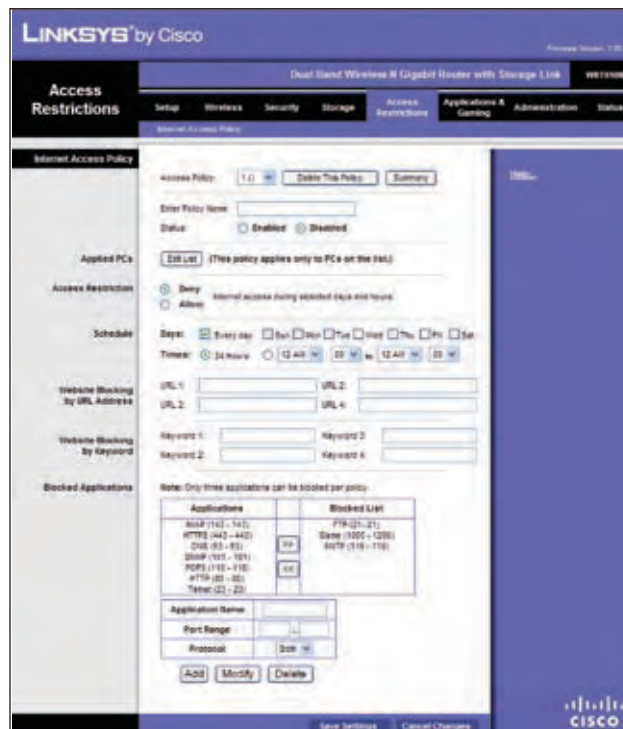 LINKSYS® by Cisco
Firmware Version:
Dual Band Wireless-N Gigabit Router with Storage Link
Access Restrictions
Setup Wireless Security Storage Access Restrictions Applications & Gaming Administration Status
Internet Access Policy
Internet Access Policy
Access Policy: 1 () Delete This Policy Summary
Help...
Enter Policy Name:
Status: Enabled Disabled
Applied PCs
Edit List (This policy applies only to PCs on the list.)
Access Restriction
Deny
Allow
Internet access during selected days and hours.
Schedule
Days: Every day Sun Mon Tue Wed Thu Fri Sat
Times: 24 Hours 12 AM 00 to 12 AM 00
Website Blocking by URL Address
URL 1: URL 2:
URL 3: URL 4:
Website Blocking by Keyword
Keyword 1: Keyword 3:
Keyword 2: Keyword 4:
Blocked Applications
Note: Only three applications can be blocked per policy.
Applications Blocked List
IMAP (143 - 143)
HTTPS (443 - 443)
DNS (53 - 53)
SNMP (161 - 161)
POP3 (110 - 110)
HTTP (80 - 80)
Telnet (23 - 23)
>>
<<
FTP (21 - 21)
Game (1000 - 1200)
NNTP (119 - 119)
Application Name
Port Range
Protocol Both
Add Modify Delete
Save Settings Cancel Changes
CISCO